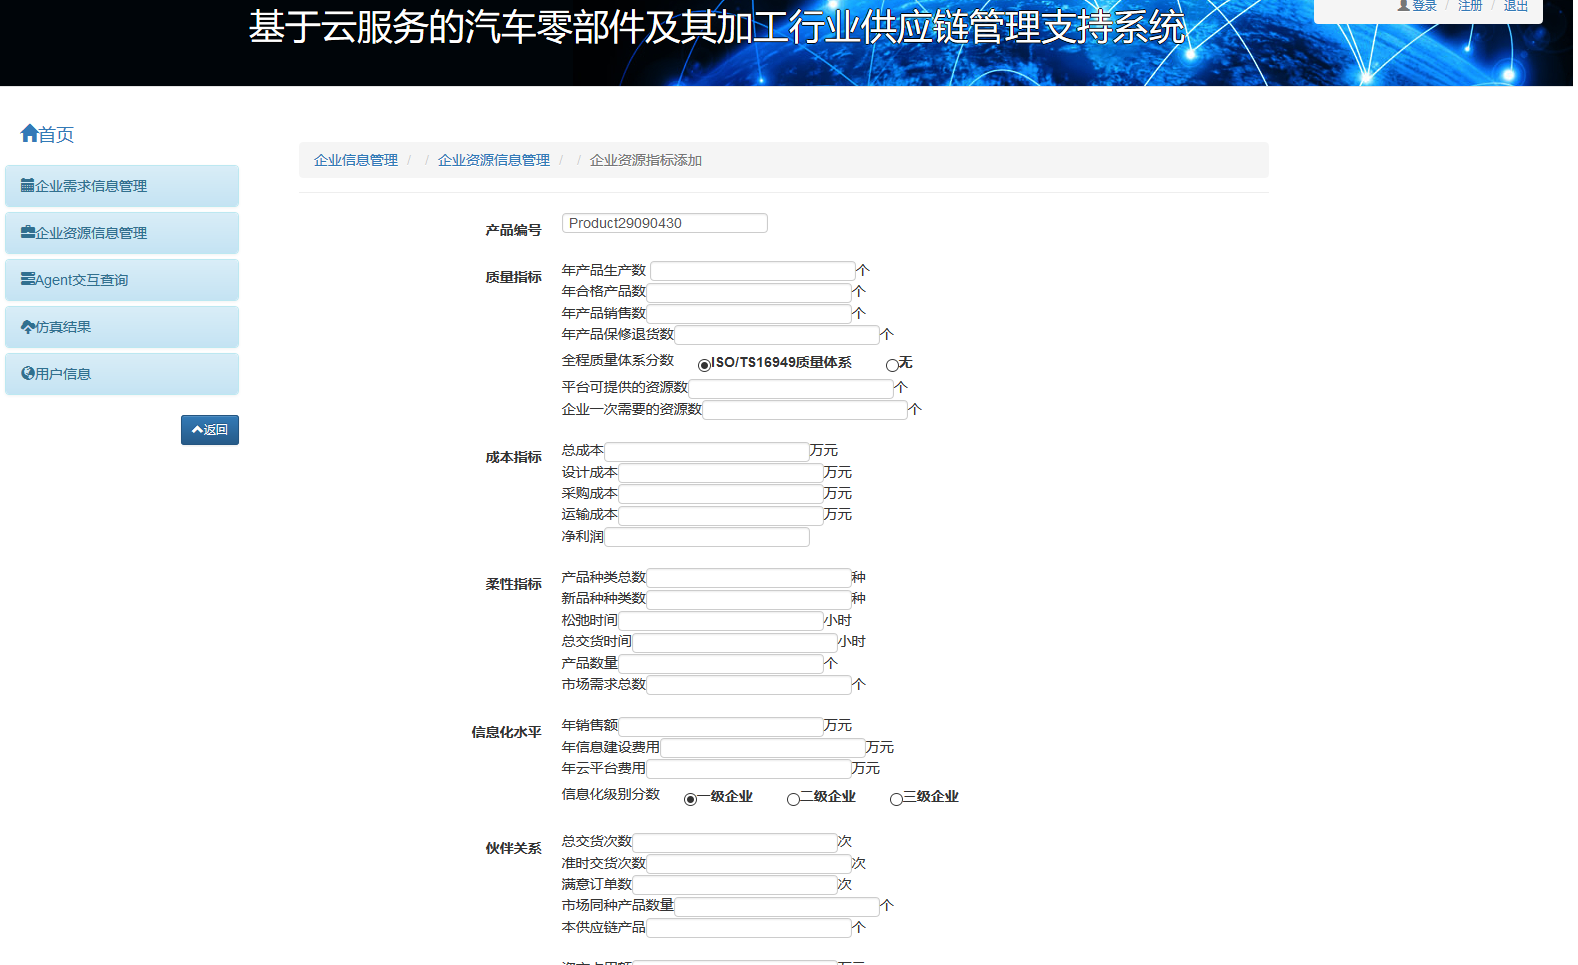 基于云服务的汽车零部件及其加工行业供应链管理支持系统
登录 / 注册 / 退出
首页
企业需求信息管理
企业资源信息管理
Agent交互查询
仿真结果
用户信息
返回
企业信息管理 / / 企业资源信息管理 / / 企业资源指标添加
产品编号 Product29090430
质量指标 年产品生产数 个
年合格产品数 个
年产品销售数 个
年产品保修退货数 个
全程质量体系分数 ISO/TS16949质量体系 无
平台可提供的资源数 个
企业一次需要的资源数 个
成本指标 总成本 万元
设计成本 万元
采购成本 万元
运输成本 万元
净利润
柔性指标 产品种类总数 种
新品种种类数 种
松弛时间 小时
总交货时间 小时
产品数量 个
市场需求总数 个
信息化水平 年销售额 万元
年信息建设费用 万元
年云平台费用 万元
信息化级别分数 一级企业 二级企业 三级企业
伙伴关系 总交货次数 次
准时交货次数 次
满意订单数 次
市场同种产品数量 个
本供应链产品 个